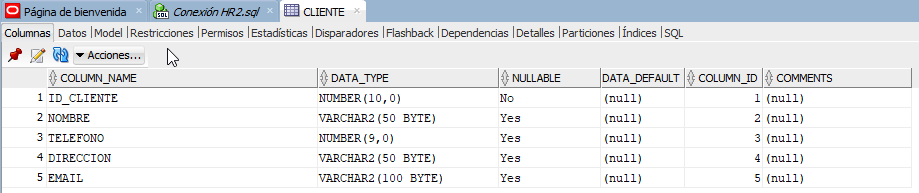 Página de bienvenida Conexión HR2.sql CLIENTE
Columnas Datos Model Restricciones Permisos Estadísticas Disparadores Flashback Dependencias Detalles Particiones Índices SQL
Acciones...
COLUMN_NAME DATA_TYPE NULLABLE DATA_DEFAULT COLUMN_ID COMMENTS
1 ID_CLIENTE NUMBER(10,0) No (null) 1 (null)
2 NOMBRE VARCHAR2(50 BYTE) Yes (null) 2 (null)
3 TELEFONO NUMBER(9,0) Yes (null) 3 (null)
4 DIRECCION VARCHAR2(50 BYTE) Yes (null) 4 (null)
5 EMAIL VARCHAR2(100 BYTE) Yes (null) 5 (null)